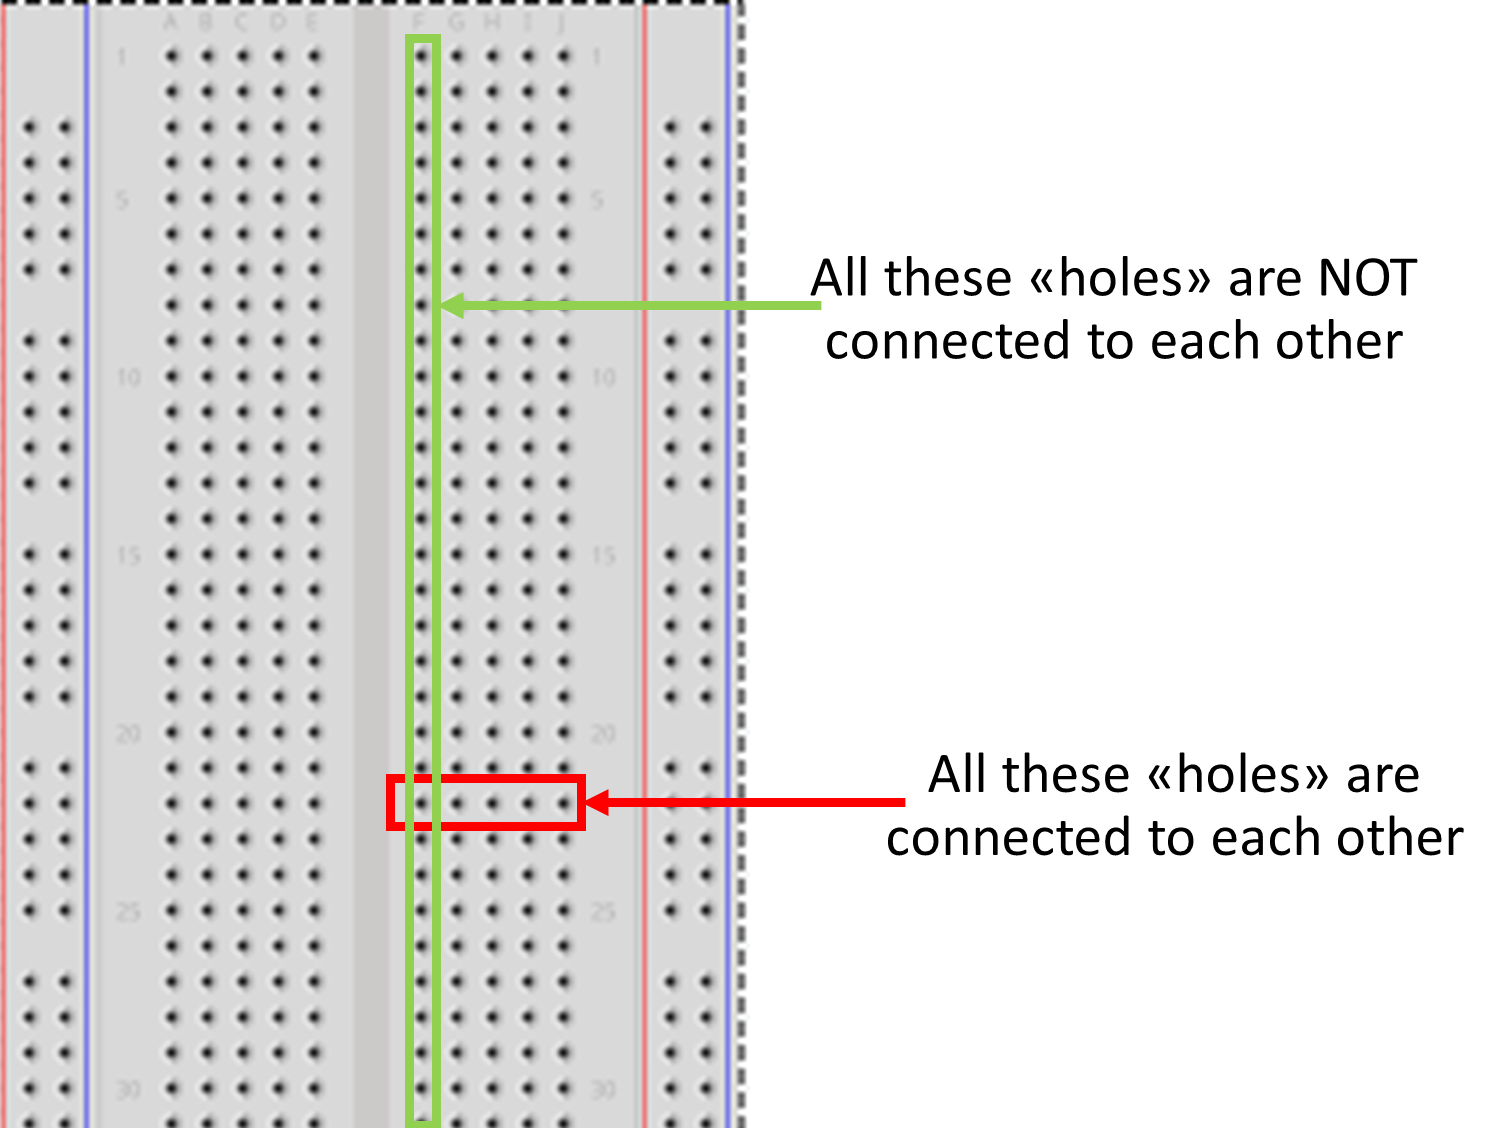 A B C D E F G H I J
1 1
5 5
All these «holes» are NOT
connected to each other
10 10
15 15
20 20
All these «holes» are
connected to each other
25 25
30 30